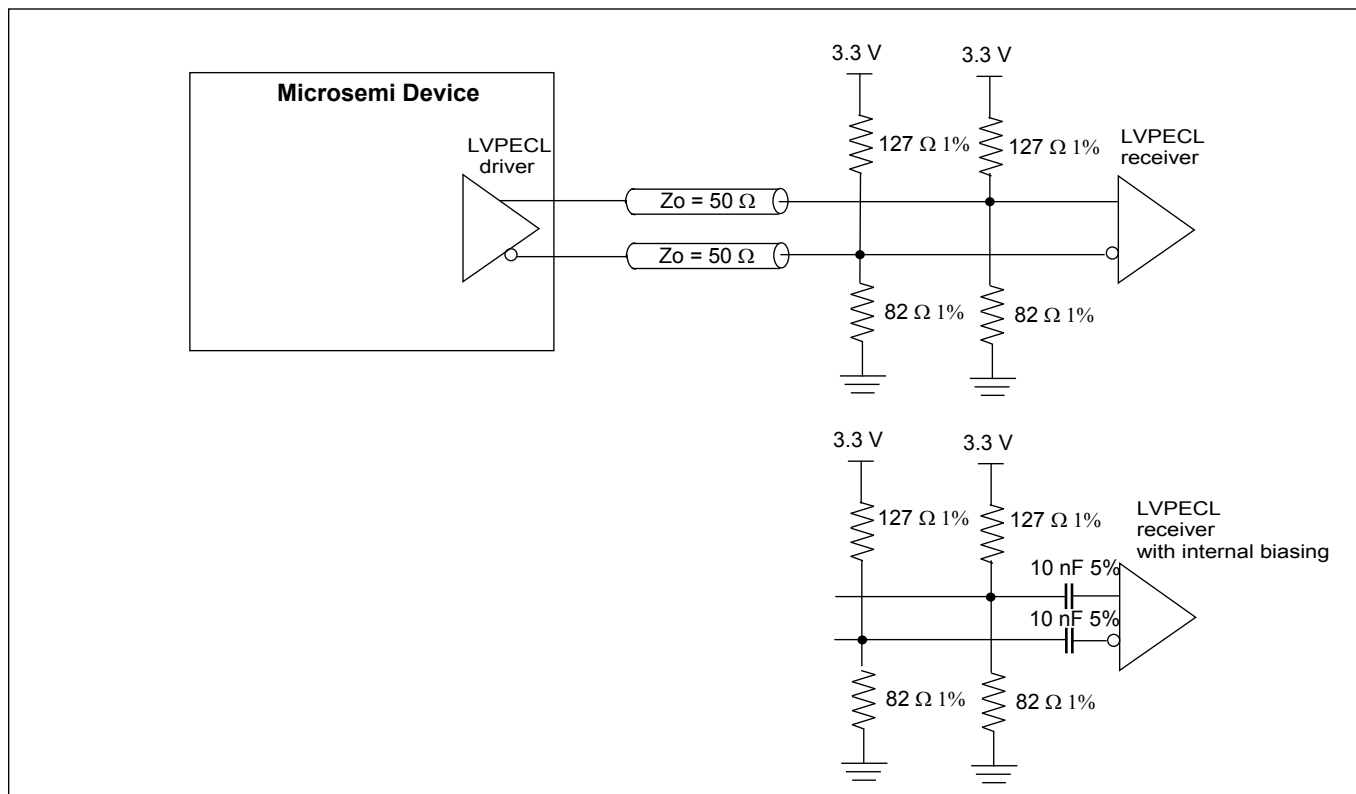 3.3 V
3.3 V
Microsemi Device
LVPECL
driver
127 Ω 1%
127 Ω 1%
LVPECL
receiver
Zo = 50 Ω
Zo = 50 Ω
82 Ω 1%
82 Ω 1%
3.3 V
3.3 V
127 Ω 1%
127 Ω 1%
LVPECL
receiver
with internal biasing
10 nF 5%
10 nF 5%
82 Ω 1%
82 Ω 1%